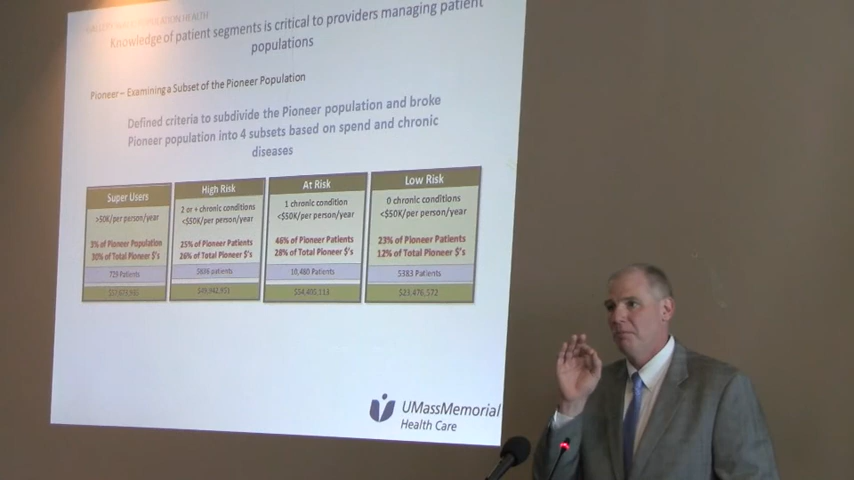 POPULATION HEALTH
Knowledge of patient segments is critical to providers managing patient
populations
Pioneer – Examining a Subset of the Pioneer Population
Defined criteria to subdivide the Pioneer population and broke
Pioneer population into 4 subsets based on spend and chronic
diseases
Super Users
>50K/per person/year
3% of Pioneer Population
30% of Total Pioneer $'s
729 Patients
High Risk
2 or + chronic conditions
<$50K/per person/year
25% of Pioneer Patients
26% of Total Pioneer $'s
patients
At Risk
1 chronic condition
<$50K/per person/year
46% of Pioneer Patients
28% of Total Pioneer $'s
10,480 Patients
Low Risk
0 chronic conditions
<$50K/per person/year
23% of Pioneer Patients
12% of Total Pioneer $'s
5383 Patients
$23,476,572
UMassMemorial
Health Care